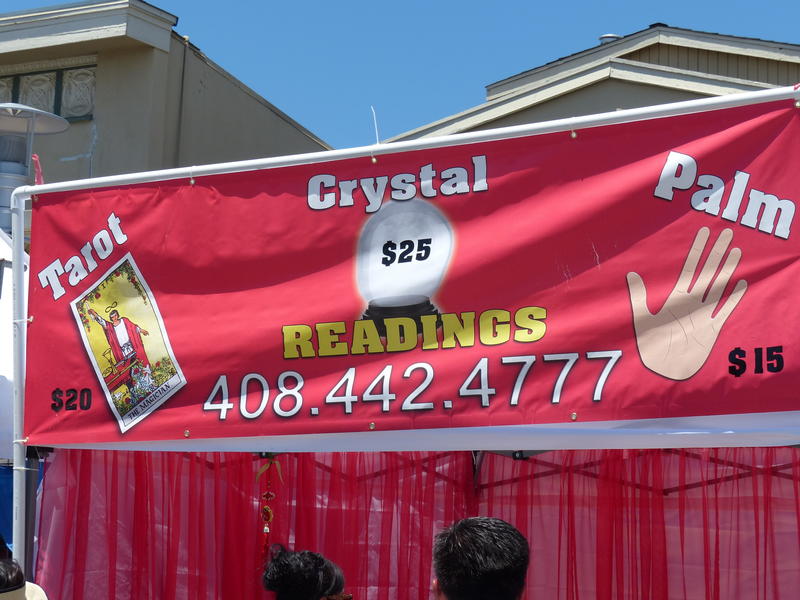 Crystal
Tarot
Palm
$25
READINGS
$20
$15
408.442.4777
THE MAGICIAN